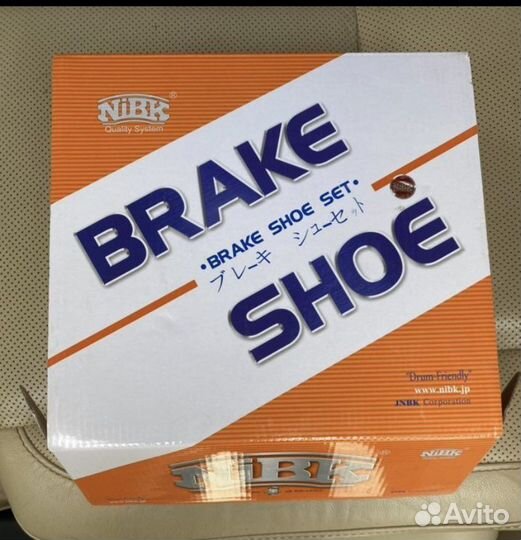 NiBK ®
Quality System
BRAKE
• BRAKE SHOE SET •
ブレーキ シューセット
SHOE
"Drum-Friendly"
www.nibk.jp
JNBK Corporation
NiBK
NiBK
Avito